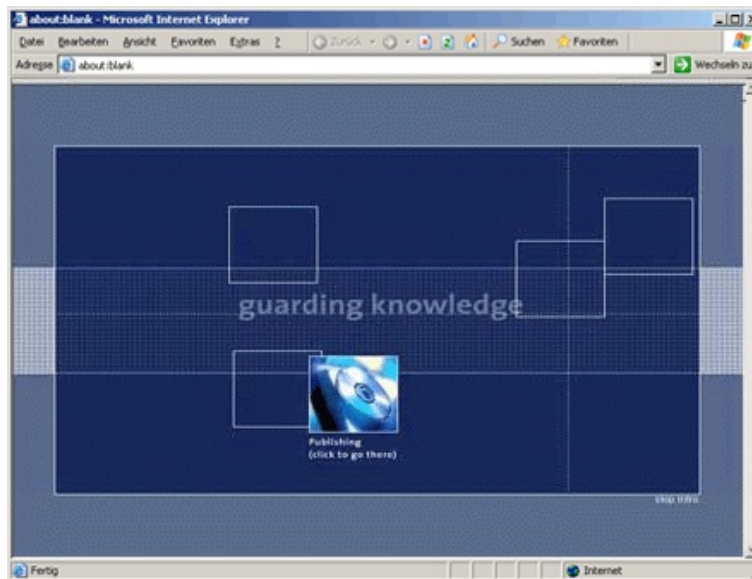 about:blank - Microsoft Internet Explorer
Datei Bearbeiten Ansicht Favoriten Extras ? Zurück Suchen Favoriten
Adresse about:blank Wechseln zu
guarding knowledge
Publishing
(click to go there)
skip intro
Fertig Internet